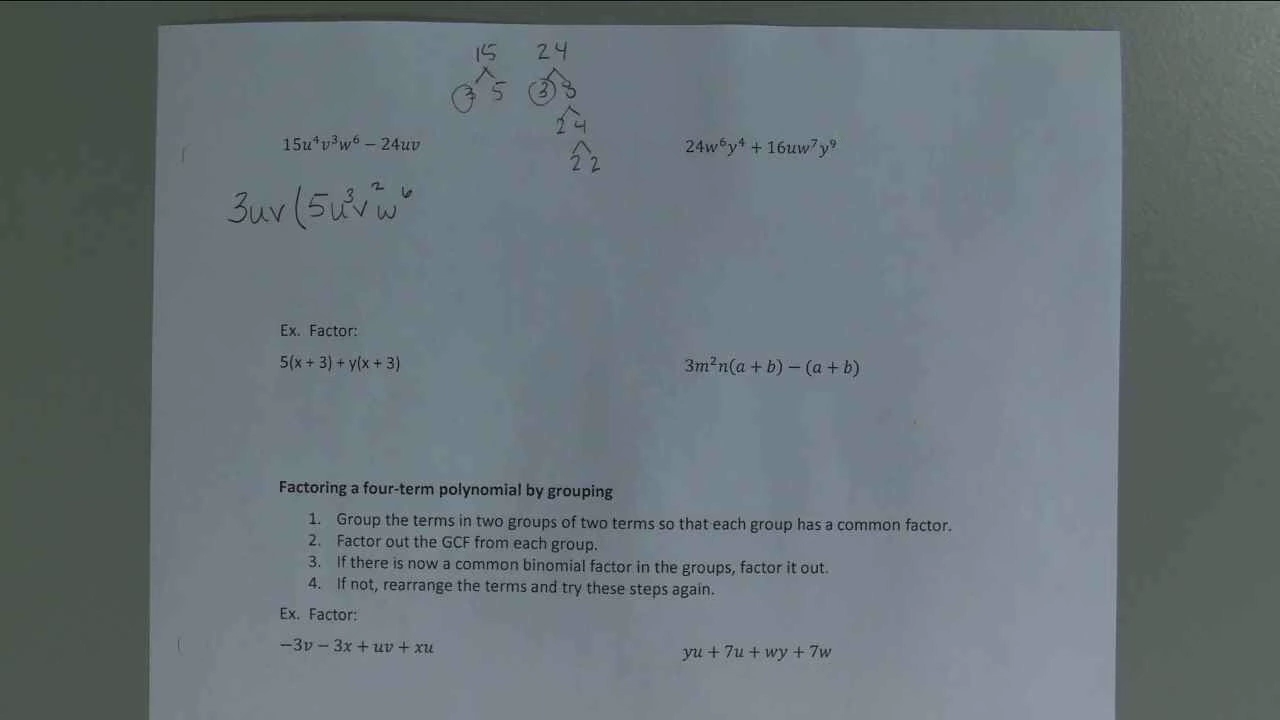 15 24
3 5 3 8
2 4
15u⁴v³w⁶ − 24uv
24w⁶y⁴ + 16uw⁷y⁹
2 2
3uv(5u³v²w⁶
Ex. Factor:
5(x + 3) + y(x + 3)
3m²n(a + b) − (a + b)
Factoring a four-term polynomial by grouping
1. Group the terms in two groups of two terms so that each group has a common factor.
2. Factor out the GCF from each group.
3. If there is now a common binomial factor in the groups, factor it out.
4. If not, rearrange the terms and try these steps again.
Ex. Factor:
−3v − 3x + uv + xu
yu + 7u + wy + 7w